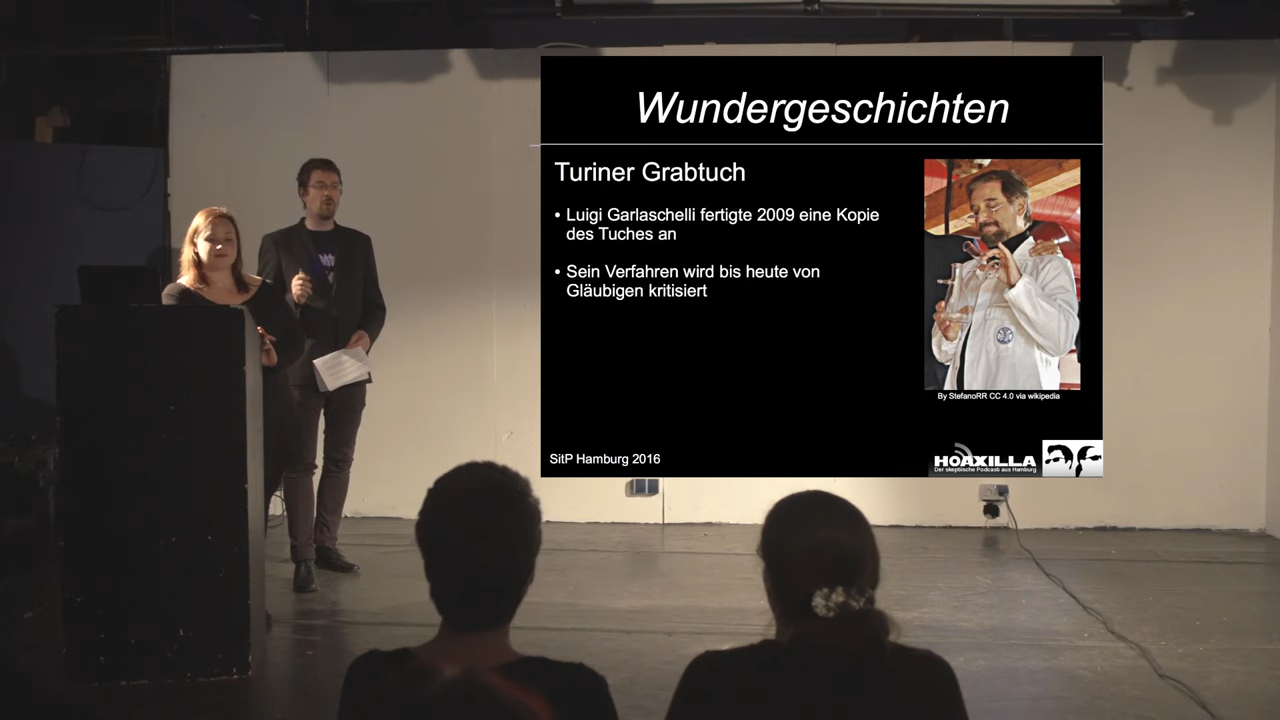 Wundergeschichten
Turiner Grabtuch
• Luigi Garlaschelli fertigte 2009 eine Kopie
des Tuches an
• Sein Verfahren wird bis heute von
Gläubigen kritisiert
By StefanoRR CC 4.0 via wikipedia
SitP Hamburg 2016
HOAXILLA
Der skeptische Podcast aus Hamburg